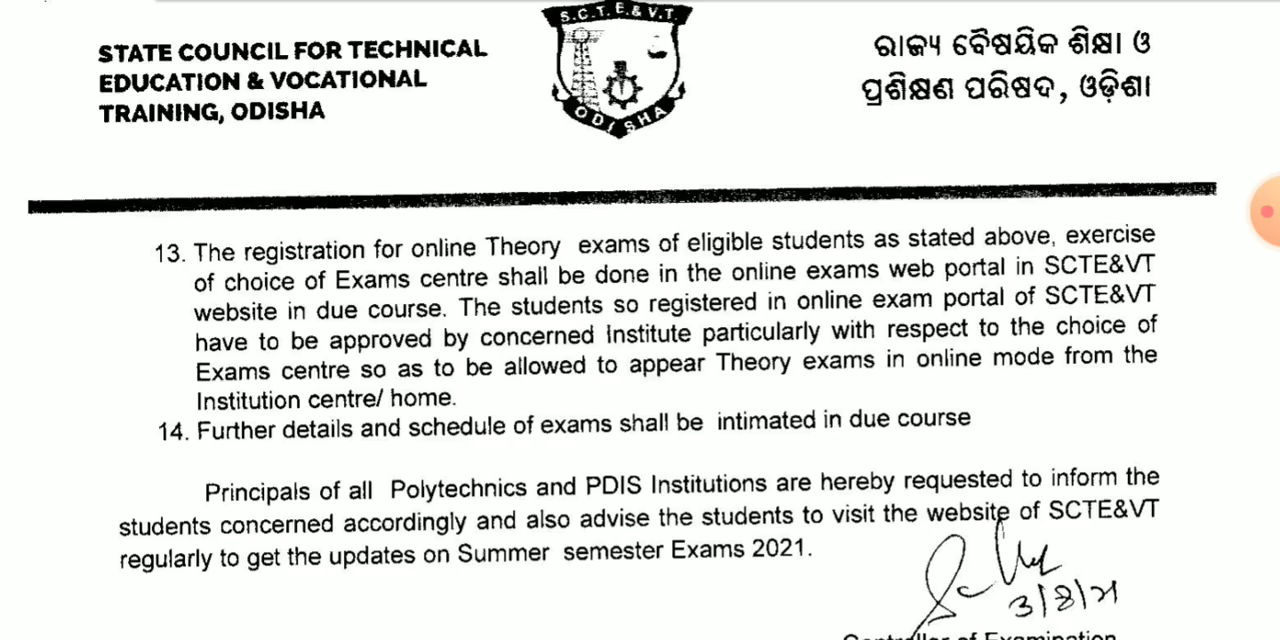 STATE COUNCIL FOR TECHNICAL
EDUCATION & VOCATIONAL
TRAINING, ODISHA
S.C.T.E.&V.T.
ODISHA
ରାଜ୍ୟ ବୈଷୟିକ ଶିକ୍ଷା ଓ
ପ୍ରଶିକ୍ଷଣ ପରିଷଦ, ଓଡ଼ିଶା
13. The registration for online Theory exams of eligible students as stated above, exercise
of choice of Exams centre shall be done in the online exams web portal in SCTE&VT
website in due course. The students so registered in online exam portal of SCTE&VT
have to be approved by concerned Institute particularly with respect to the choice of
Exams centre so as to be allowed to appear Theory exams in online mode from the
Institution centre/ home.
14. Further details and schedule of exams shall be intimated in due course
Principals of all Polytechnics and PDIS Institutions are hereby requested to inform the
students concerned accordingly and also advise the students to visit the website of SCTE&VT
regularly to get the updates on Summer semester Exams 2021.
3/8/21
Controller of Examination